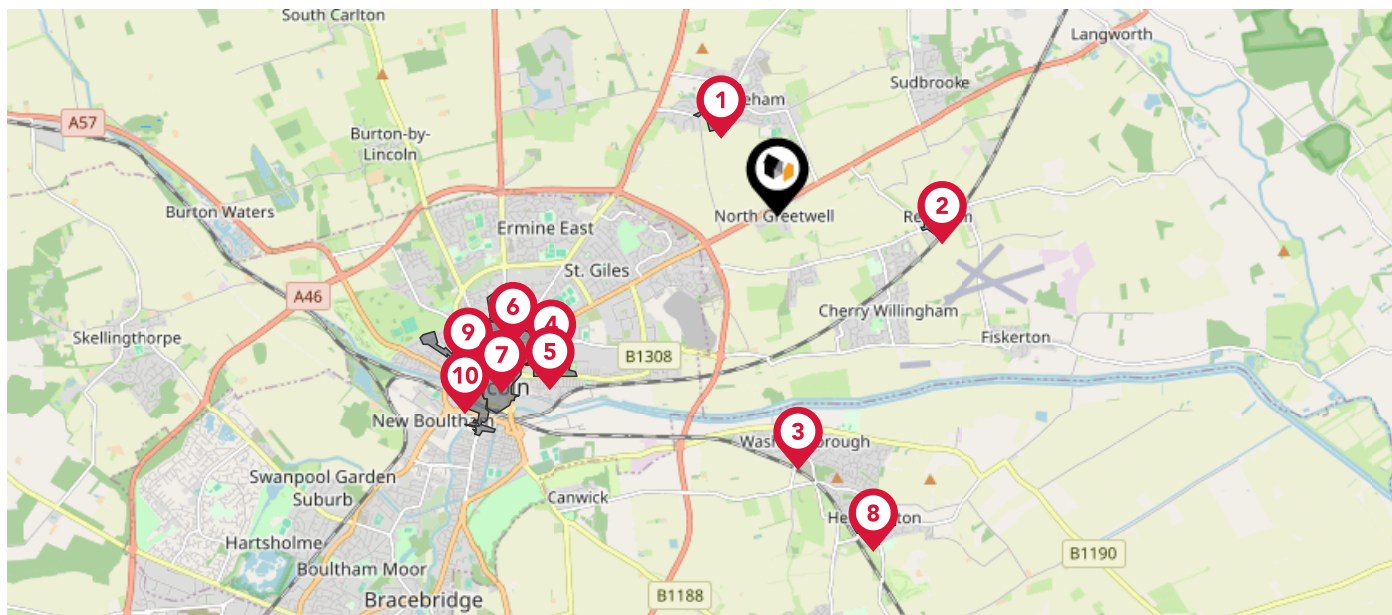 South Carlton
Langworth
Sudbrooke
1
A57
Burton-by-
Lincoln
2
Burton Waters
North Greetwell
Ermine East
St. Giles
A46
6
Cherry Willingham
4
9
Skellingthorpe
Fiskerton
7
5
B1308
10
3
New Boultham
Swanpool Garden
Suburb
Canwick
8
Hartsholme
B1190
Boultham Moor
B1188
Bracebridge